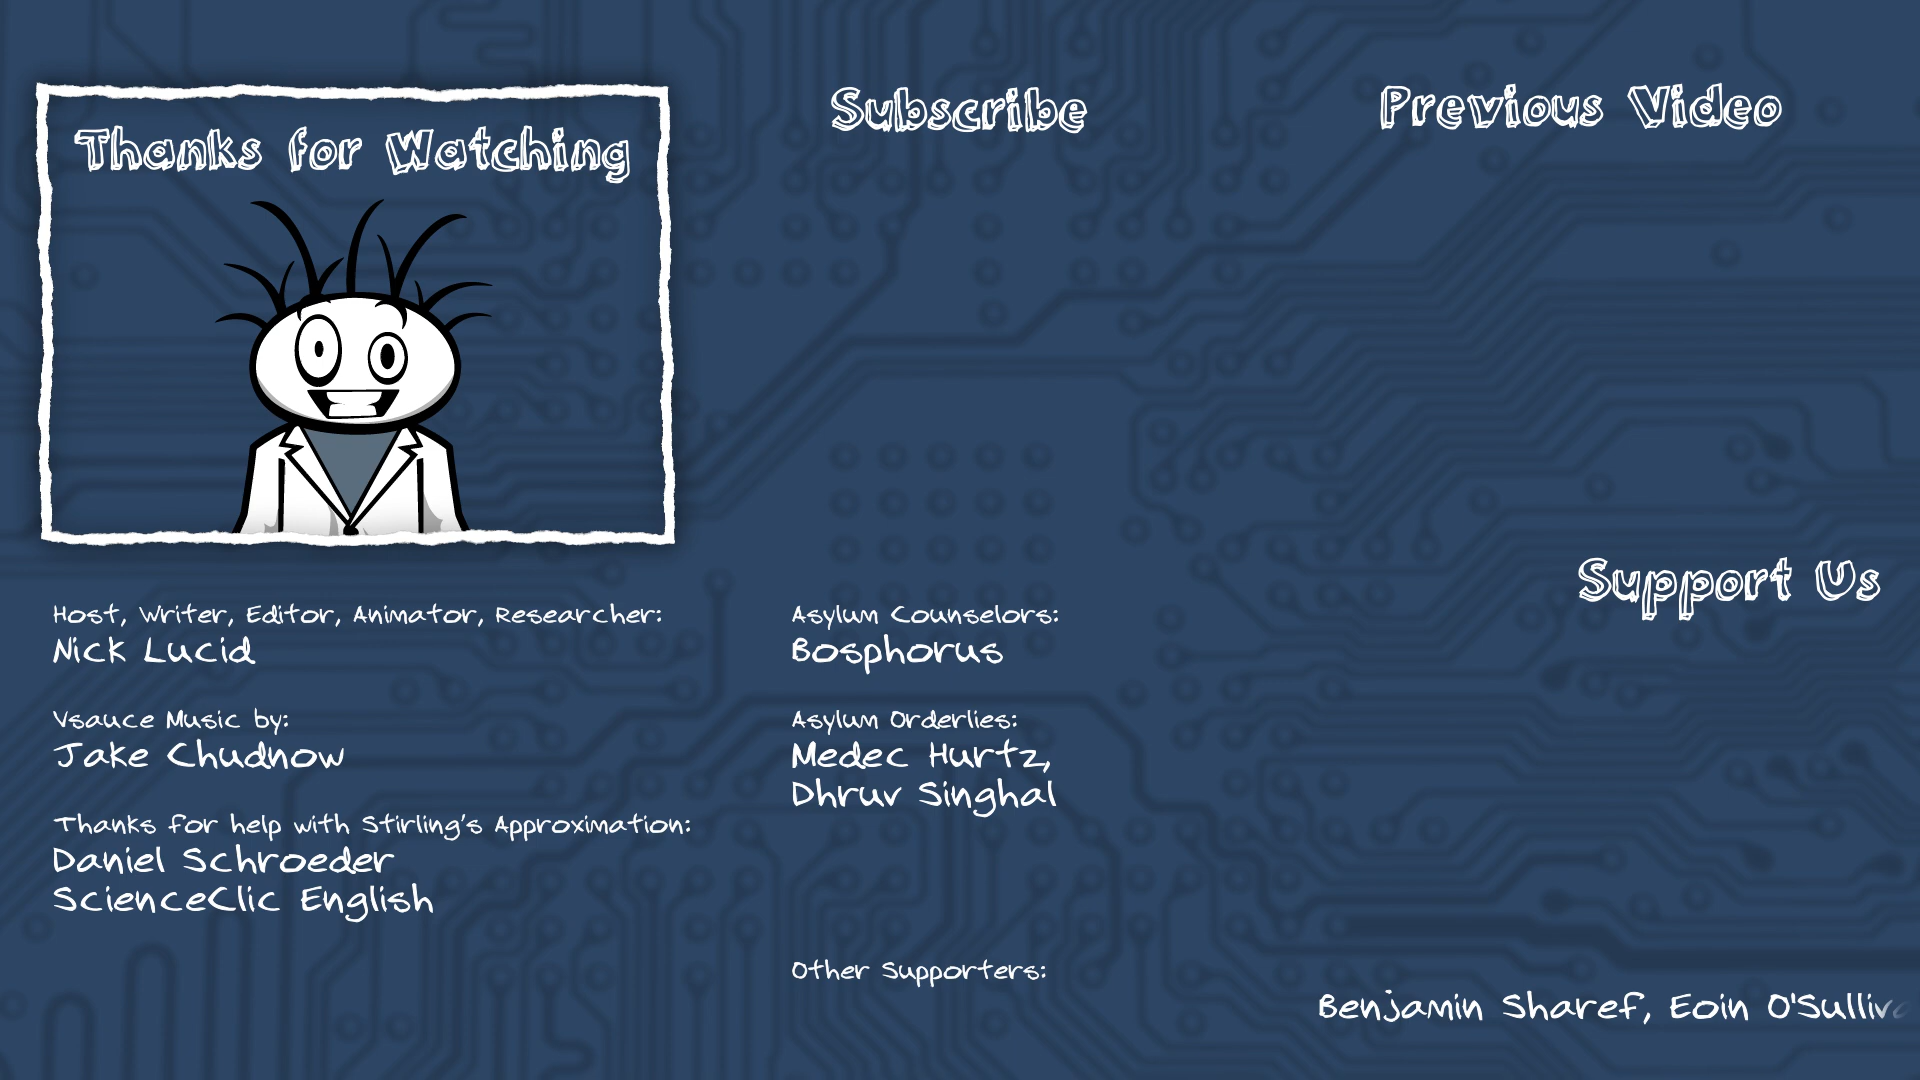 Thanks for Watching
Subscribe
Previous Video
Support Us
Host, Writer, Editor, Animator, Researcher:
Nick Lucid
Vsauce Music by:
Jake Chudnow
Thanks for help with Stirling's Approximation:
Daniel Schroeder
ScienceClic English
Asylum Counselors:
Bosphorus
Asylum Orderlies:
Medec Hurtz,
Dhruv Singhal
Other Supporters:
Benjamin Sharef, Eoin